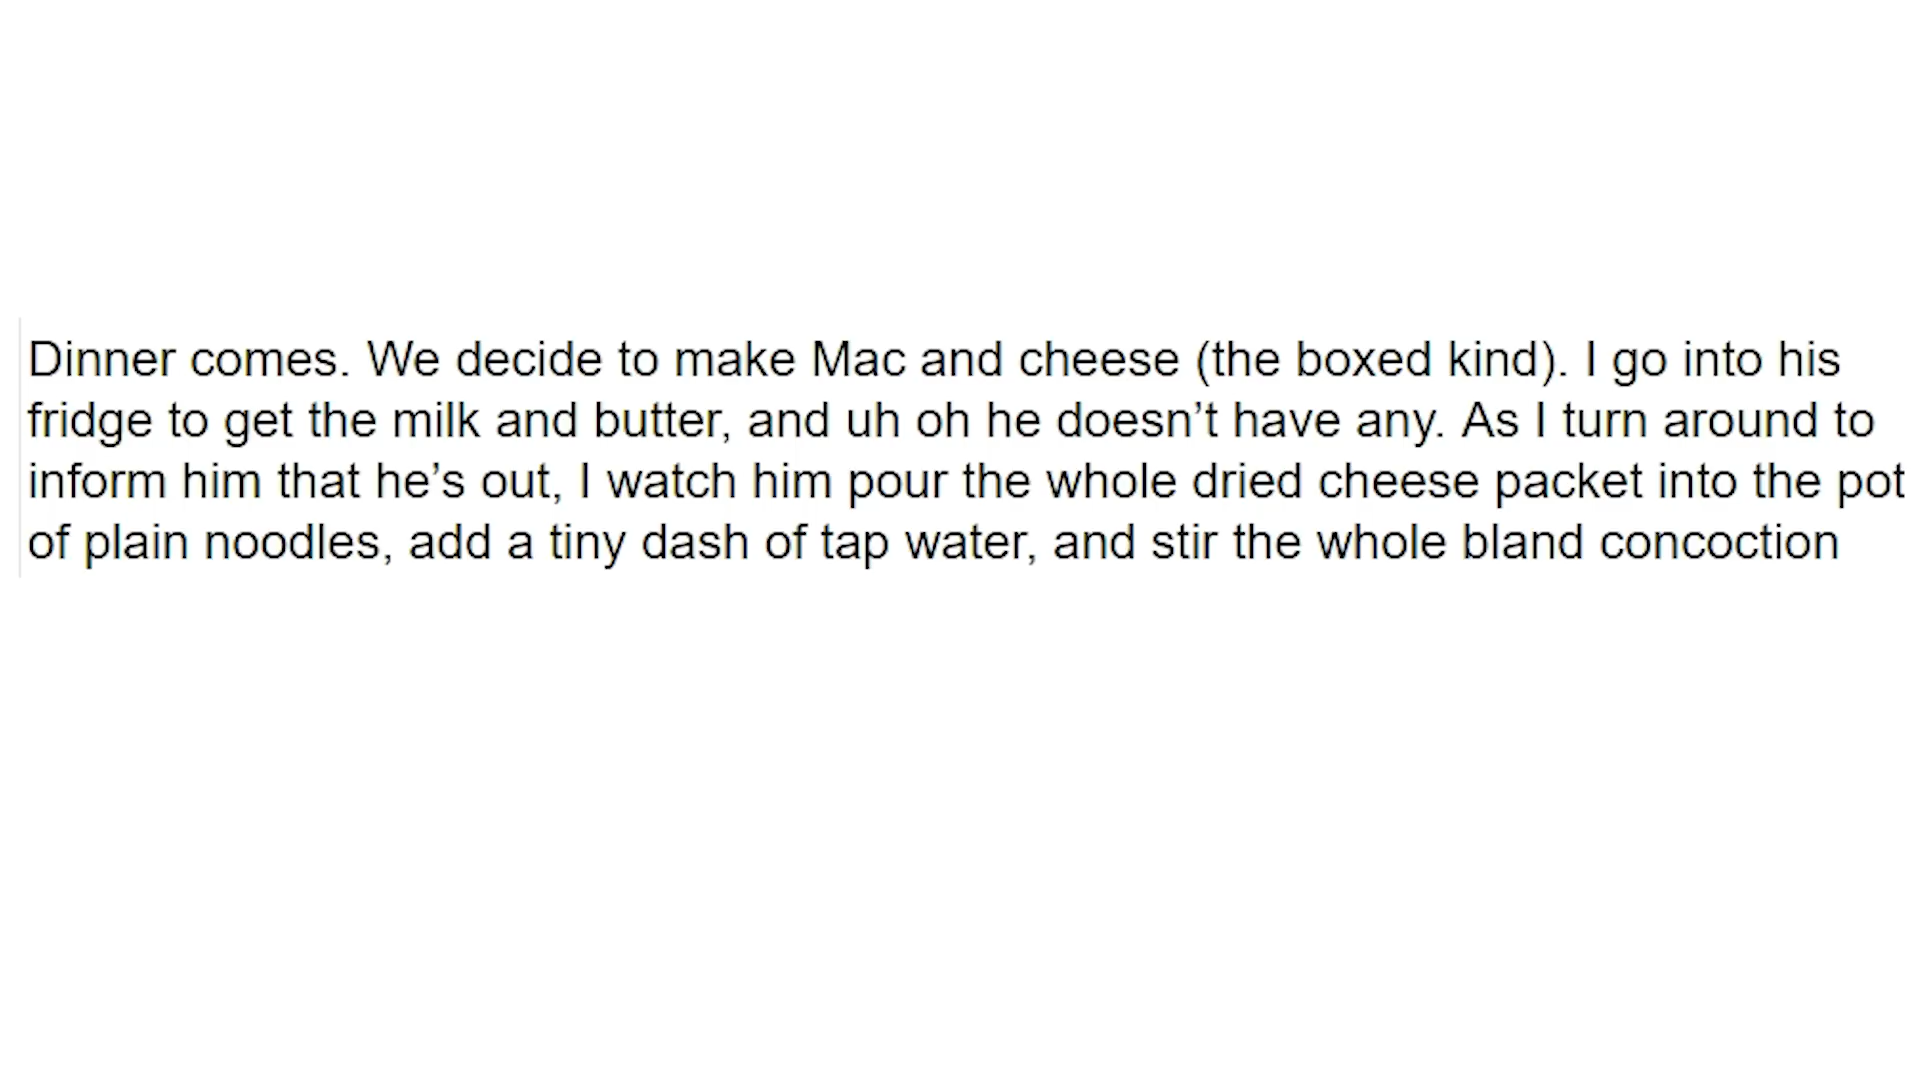 Dinner comes. We decide to make Mac and cheese (the boxed kind). I go into his
fridge to get the milk and butter, and uh oh he doesn’t have any. As I turn around to
inform him that he’s out, I watch him pour the whole dried cheese packet into the pot
of plain noodles, add a tiny dash of tap water, and stir the whole bland concoction